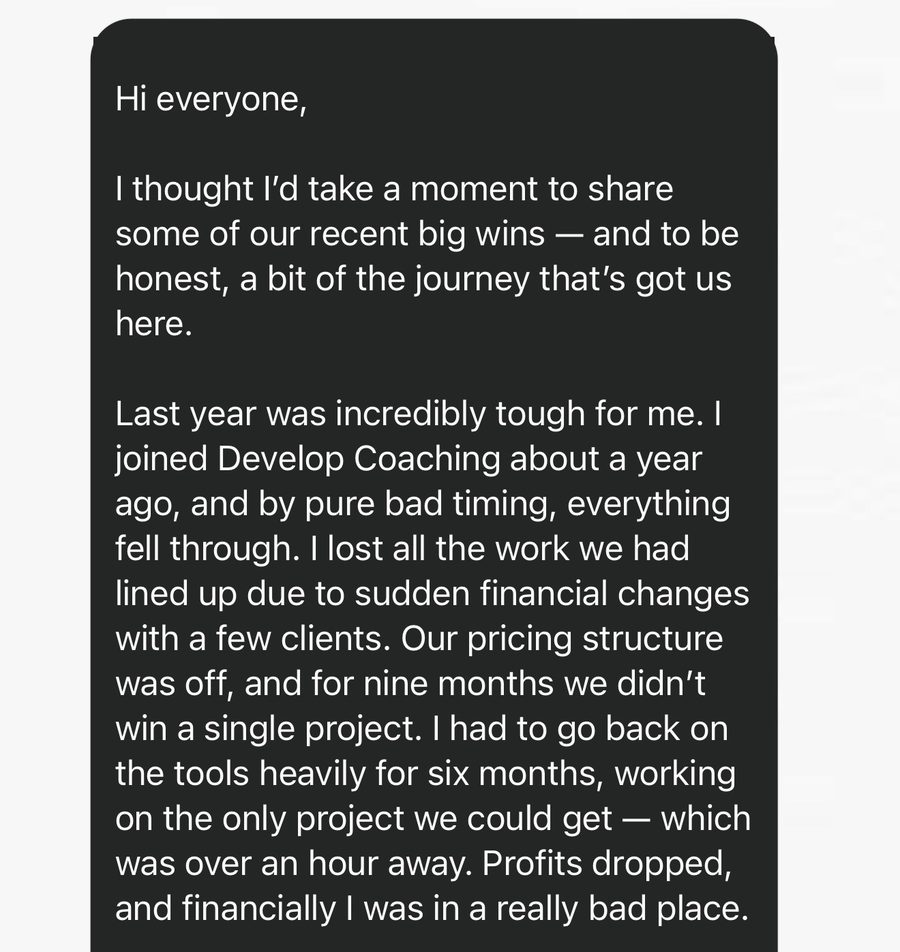 Hi everyone,
I thought I’d take a moment to share
some of our recent big wins — and to be
honest, a bit of the journey that’s got us
here.
Last year was incredibly tough for me. I
joined Develop Coaching about a year
ago, and by pure bad timing, everything
fell through. I lost all the work we had
lined up due to sudden financial changes
with a few clients. Our pricing structure
was off, and for nine months we didn’t
win a single project. I had to go back on
the tools heavily for six months, working
on the only project we could get — which
was over an hour away. Profits dropped,
and financially I was in a really bad place.